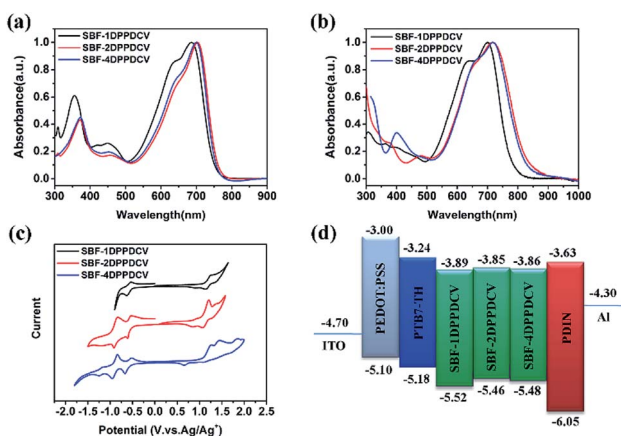 (a)
SBF-1DPPDCV
SBF-2DPPDCV
SBF-4DPPDCV
Absorbance(a.u.)
1.0
0.8
0.6
0.4
0.2
0.0
300 400 500 600 700 800 900
Wavelength(nm)
(b)
SBF-1DPPDCV
SBF-2DPPDCV
SBF-4DPPDCV
Absorbance(a.u.)
1.0
0.8
0.6
0.4
0.2
0.0
300 400 500 600 700 800 900 1000
Wavelength(nm)
(c)
SBF-1DPPDCV
SBF-2DPPDCV
SBF-4DPPDCV
Current
-2.0 -1.5 -1.0 -0.5 0.0 0.5 1.0 1.5 2.0 2.5
Potential (V.vs.Ag/Ag+)
(d)
-4.70
ITO
-3.00
PEDOT:PSS
-5.10
-3.24
PTB7-TH
-5.18
-3.89
SBF-1DPPDCV
-5.52
-3.85
SBF-2DPPDCV
-5.46
-3.86
SBF-4DPPDCV
-5.48
-3.63
PDIN
-6.05
-4.30
Al